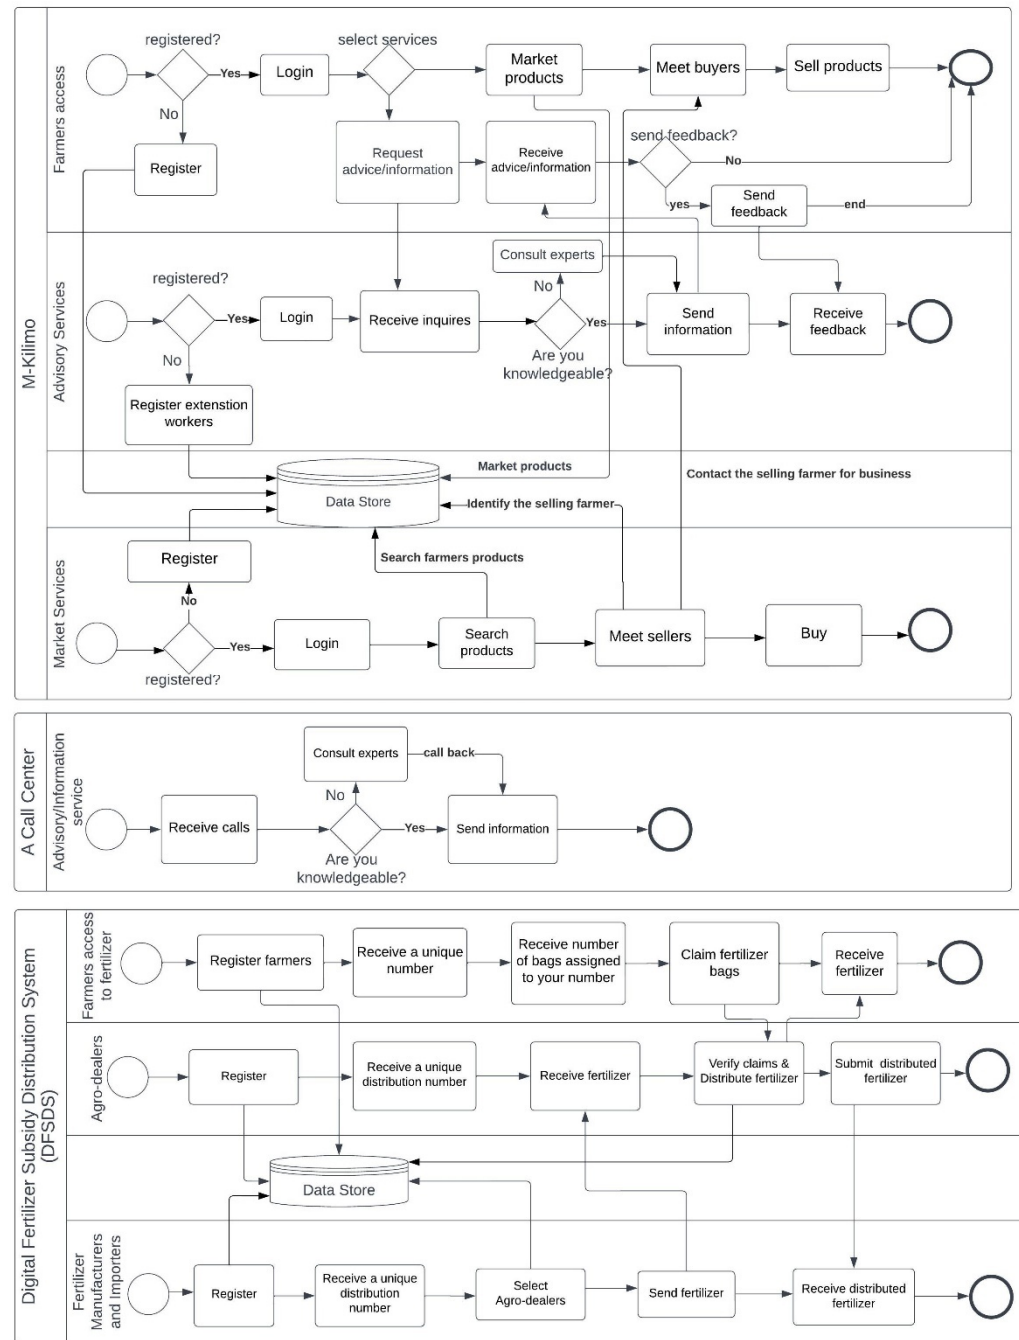 M-Kilimo
Farmers access
registered?
Yes
Login
select services
Market
products
Meet buyers
Sell products
No
Register
Request
advice/information
Receive
advice/information
send feedback?
No
yes
Send
feedback
end
Advisory Services
registered?
Yes
Login
Receive inquires
Consult experts
No
Yes
Are you
knowledgeable?
Send
information
Receive
feedback
No
Register extenstion
workers
Data Store
Market products
Identify the selling farmer
Contact the selling farmer for business
Search farmers products
Market Services
Register
No
Yes
registered?
Login
Search
products
Meet sellers
Buy
A Call Center
Advisory/Information
service
Receive calls
Consult experts
call back
No
Yes
Are you
knowledgeable?
Send information
Digital Fertilizer Subsidy Distribution System
(DFSDS)
Farmers access
to fertilizer
Register farmers
Receive a unique
number
Receive number
of bags assigned
to your number
Claim fertilizer
bags
Receive
fertilizer
Agro-dealers
Register
Receive a unique
distribution number
Receive fertilizer
Verify claims &
Distribute fertilizer
Submit distributed
fertilizer
Data Store
Fertilizer
Manufacturers
and Importers
Register
Receive a unique
distribution
number
Select
Agro-dealers
Send fertilizer
Receive distributed
fertilizer